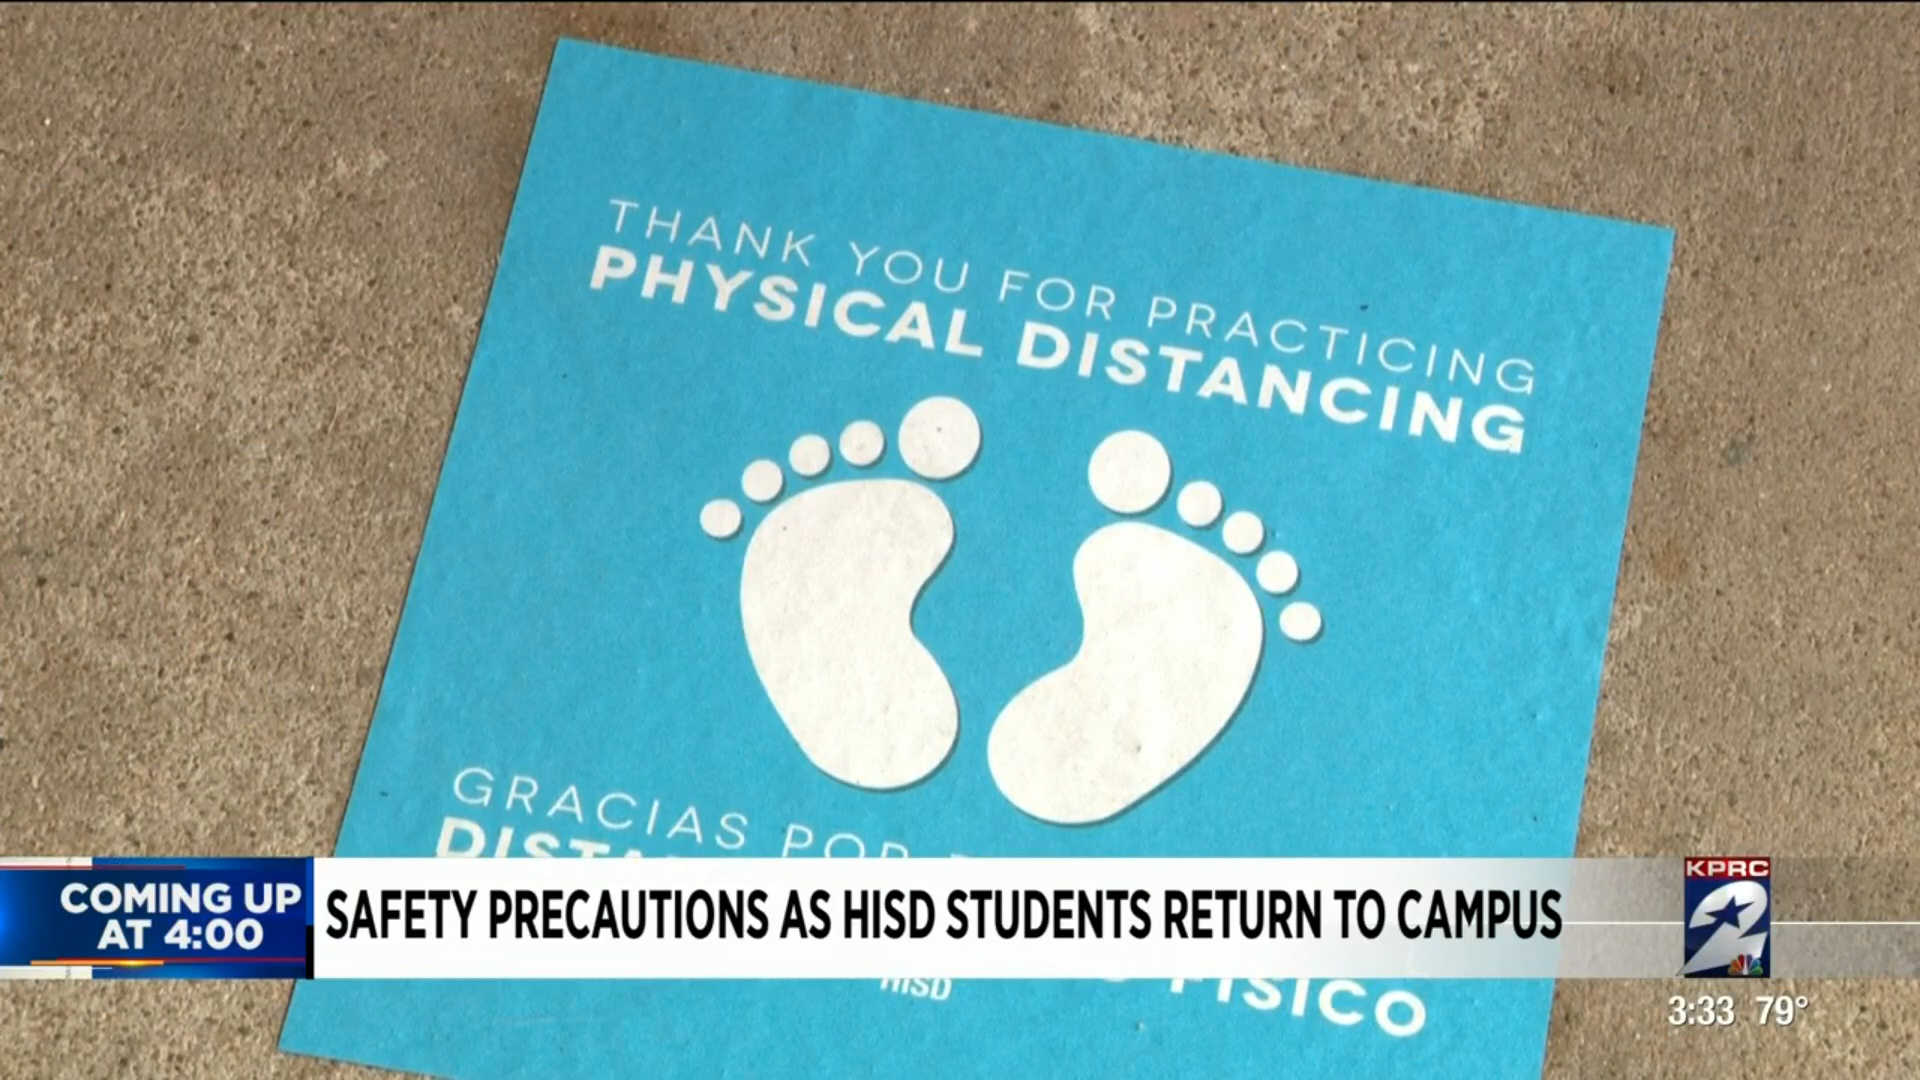 THANK YOU FOR PRACTICING
PHYSICAL DISTANCING
GRACIAS POR
COMING UP
AT 4:00
SAFETY PRECAUTIONS AS HISD STUDENTS RETURN TO CAMPUS
KPRC
2
HISD
FÍSICO
3:33 79°